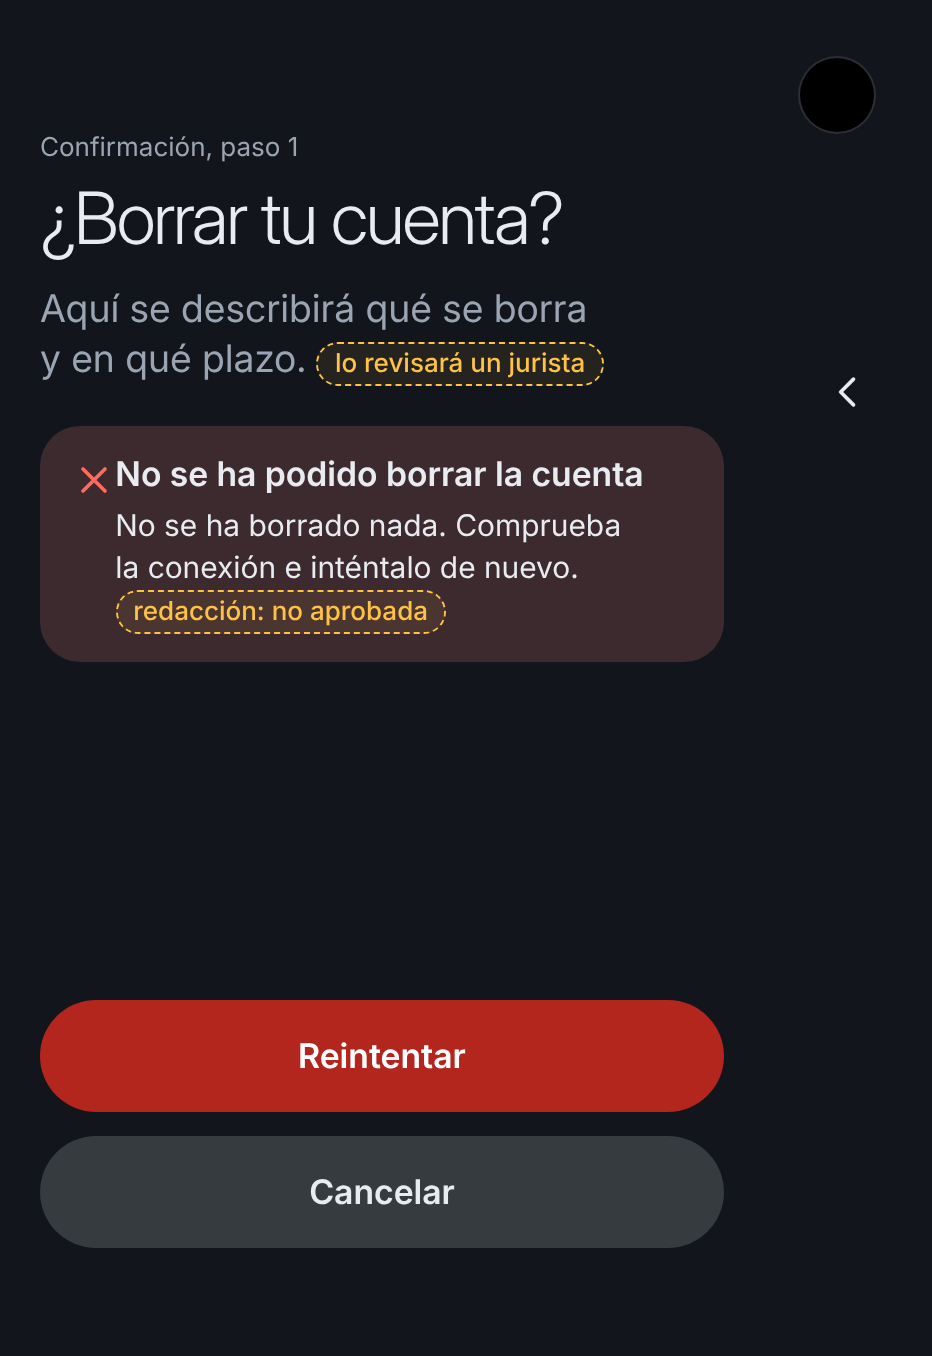 Confirmación, paso 1
¿Borrar tu cuenta?
Aquí se describirá qué se borra
y en qué plazo. lo revisará un jurista
No se ha podido borrar la cuenta
No se ha borrado nada. Comprueba
la conexión e inténtalo de nuevo.
redacción: no aprobada
Reintentar
Cancelar